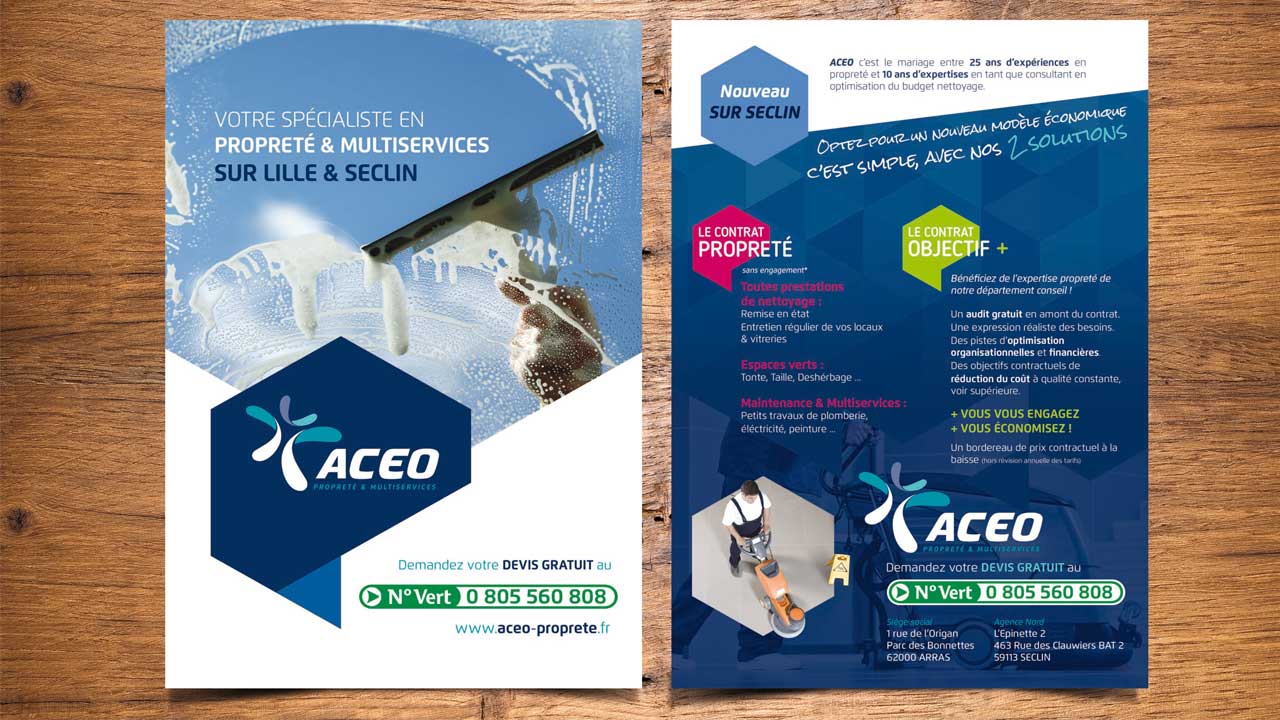 VOTRE SPÉCIALISTE EN
PROPRETÉ & MULTISERVICES
SUR LILLE & SECLIN
ACEO
PROPRETÉ & MULTISERVICES
Demandez votre DEVIS GRATUIT au
N° Vert 0 805 560 808
www.aceo-proprete.fr
Nouveau
SUR SECLIN
ACEO c'est le mariage entre 25 ans d'expériences en
propreté et 10 ans d'expertises en tant que consultant en
optimisation du budget nettoyage.
OPTEZ POUR UN NOUVEAU MODÈLE ÉCONOMIQUE
C'EST SIMPLE, AVEC NOS 2 SOLUTIONS
LE CONTRAT
PROPRETÉ
sans engagement*
Toutes prestations
de nettoyage :
Remise en état
Entretien régulier de vos locaux
& vitreries
Espaces verts :
Tonte, Taille, Deshérbage ...
Maintenance & Multiservices :
Petits travaux de plomberie,
éléctricité, peinture ...
LE CONTRAT
OBJECTIF +
Bénéficiez de l'expertise propreté de
notre département conseil !
Un audit gratuit en amont du contrat.
Une expression réaliste des besoins.
Des pistes d'optimisation
organisationnelles et financières.
Des objectifs contractuels de
réduction du coût à qualité constante,
voir supérieure.
+ VOUS VOUS ENGAGEZ
+ VOUS ÉCONOMISEZ !
Un bordereau de prix contractuel à la
baisse (hors révision annuelle des tarifs)
ACEO
PROPRETÉ & MULTISERVICES
Demandez votre DEVIS GRATUIT au
N° Vert 0 805 560 808
Siège social
1 rue de l'Origan
Parc des Bonnettes
62000 ARRAS
Agence Nord
L'Epinette 2
463 Rue des Clauwiers BAT 2
59113 SECLIN